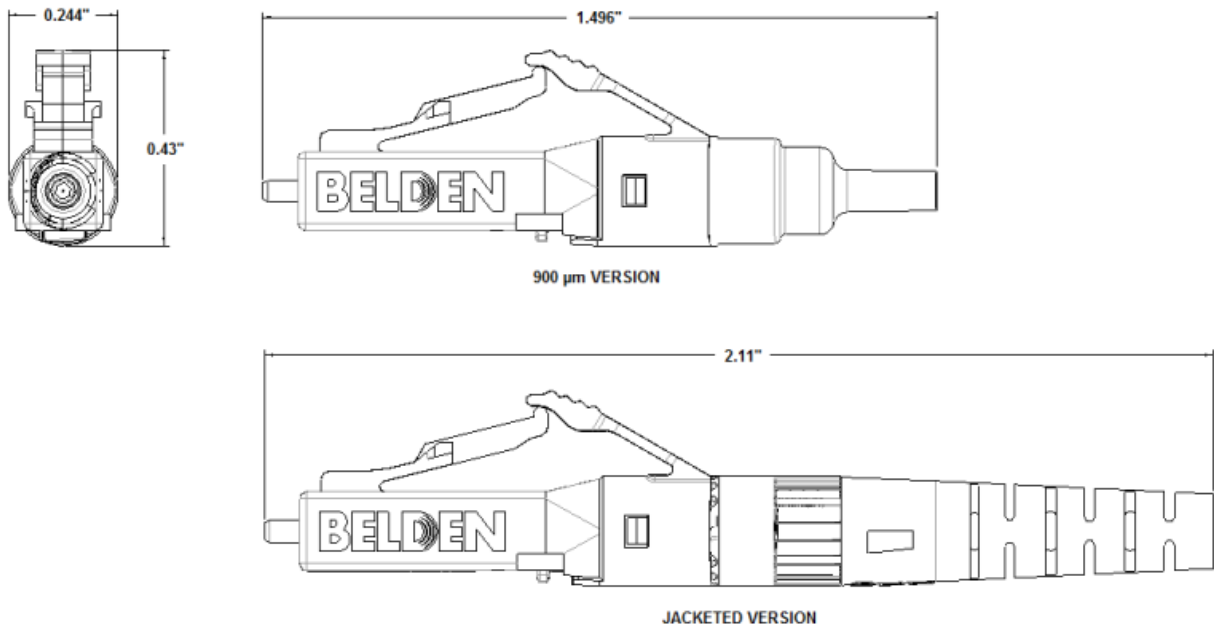 0.244"
1.496"
0.43"
BELDEN
900 µm VERSION
2.11"
BELDEN
JACKETED VERSION